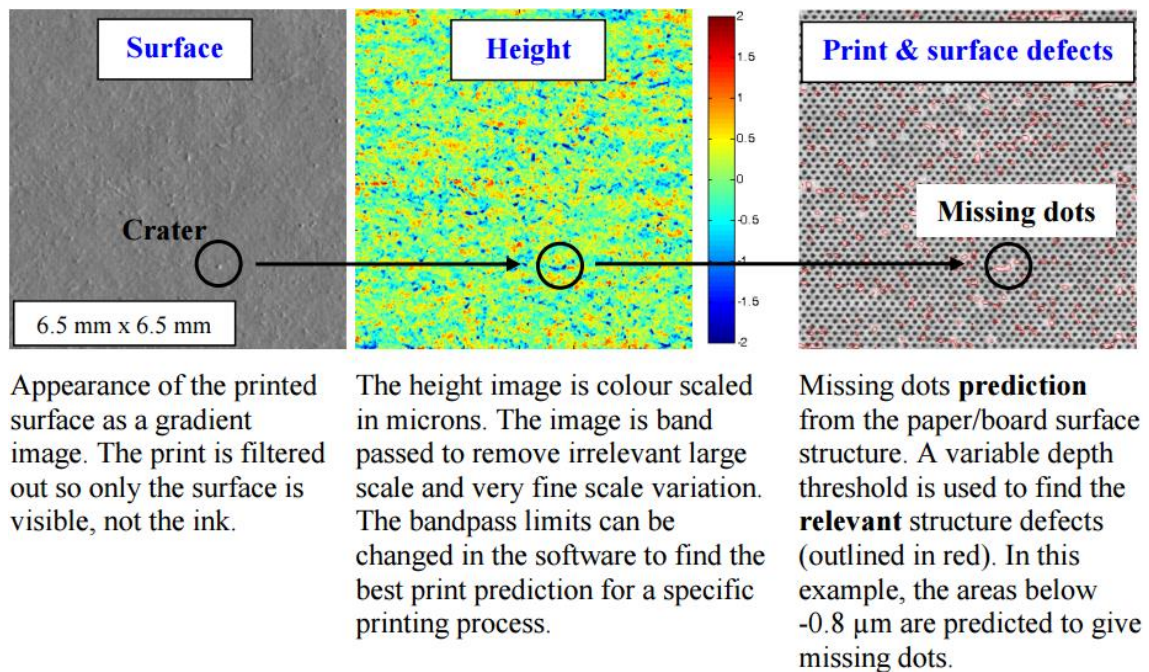 Surface
Height
Print & surface defects
Crater
Missing dots
6.5 mm x 6.5 mm
2
1.5
1
0.5
0
-0.5
-1
-1.5
-2
Appearance of the printed
surface as a gradient
image. The print is filtered
out so only the surface is
visible, not the ink.
The height image is colour scaled
in microns. The image is band
passed to remove irrelevant large
scale and very fine scale variation.
The bandpass limits can be
changed in the software to find the
best print prediction for a specific
printing process.
Missing dots prediction
from the paper/board surface
structure. A variable depth
threshold is used to find the
relevant structure defects
(outlined in red). In this
example, the areas below
-0.8 μm are predicted to give
missing dots.